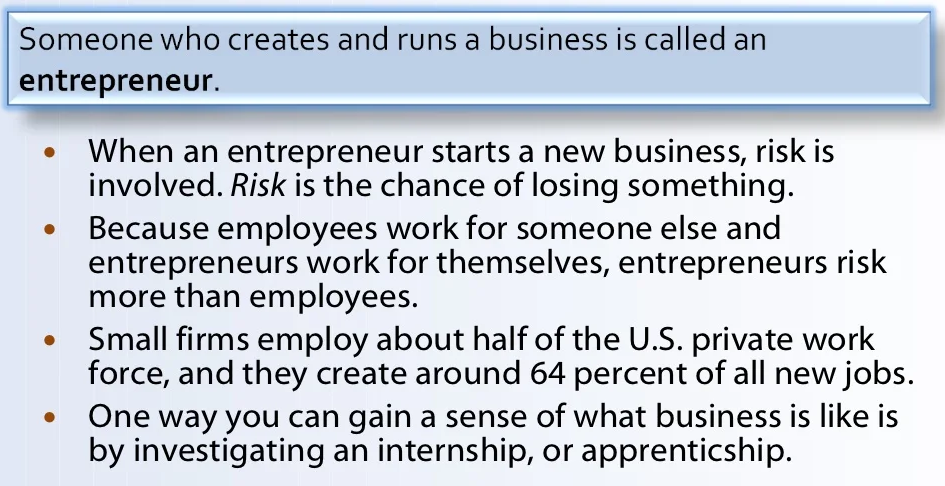 Someone who creates and runs a business is called an
entrepreneur.
• When an entrepreneur starts a new business, risk is
involved. Risk is the chance of losing something.
• Because employees work for someone else and
entrepreneurs work for themselves, entrepreneurs risk
more than employees.
• Small firms employ about half of the U.S. private work
force, and they create around 64 percent of all new jobs.
• One way you can gain a sense of what business is like is
by investigating an internship, or apprenticship.